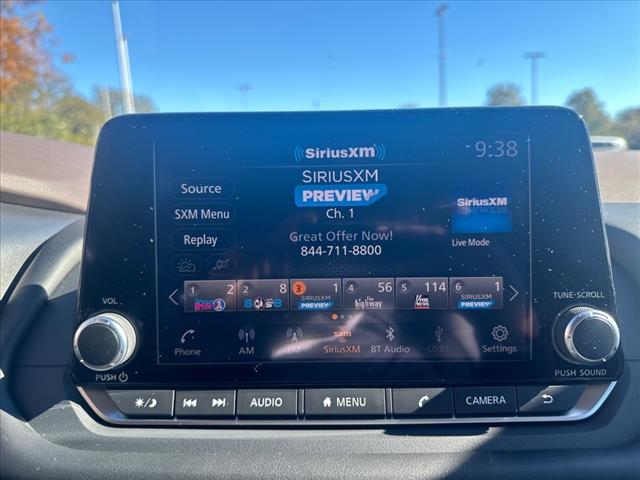 SiriusXM
9:38
SIRIUSXM
PREVIEW
Source
SXM Menu
Replay
Ch. 1
Great Offer Now!
844-711-8800
SiriusXM
Live Mode
1 2
2 8
3 1
4 56
5 114
6 1
SIRIUSXM
PREVIEW
the highway
FOX NEWS
SIRIUSXM
PREVIEW
Phone
AM
FM
sxm
SiriusXM
BT Audio
USB1
Settings
VOL
PUSH
TUNE·SCROLL
PUSH SOUND
AUDIO
MENU
CAMERA